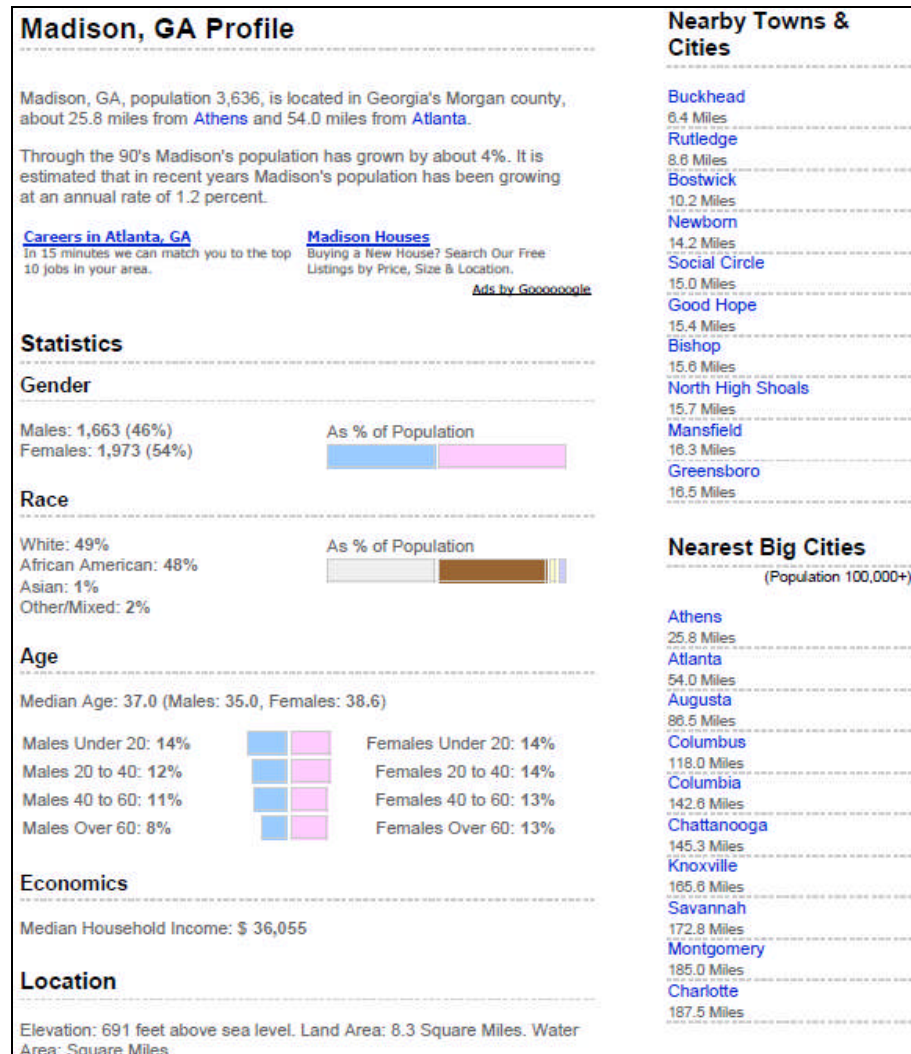 Madison, GA Profile
Madison, GA, population 3,636, is located in Georgia's Morgan county,
about 25.8 miles from Athens and 54.0 miles from Atlanta.
Through the 90's Madison's population has grown by about 4%. It is
estimated that in recent years Madison's population has been growing
at an annual rate of 1.2 percent.
Careers in Atlanta, GA
In 15 minutes we can match you to the top
10 jobs in your area.
Madison Houses
Buying a New House? Search Our Free
Listings by Price, Size & Location.
Ads by Goooooogle
Statistics
Gender
Males: 1,663 (46%)
Females: 1,973 (54%)
As % of Population
Race
White: 49%
African American: 48%
Asian: 1%
Other/Mixed: 2%
As % of Population
Age
Median Age: 37.0 (Males: 35.0, Females: 38.6)
Males Under 20: 14% Females Under 20: 14%
Males 20 to 40: 12% Females 20 to 40: 14%
Males 40 to 60: 11% Females 40 to 60: 13%
Males Over 60: 8% Females Over 60: 13%
Economics
Median Household Income: $ 36,055
Location
Elevation: 691 feet above sea level. Land Area: 8.3 Square Miles. Water
Area: Square Miles
Nearby Towns &
Cities
Buckhead
6.4 Miles
Rutledge
8.6 Miles
Bostwick
10.2 Miles
Newborn
14.2 Miles
Social Circle
15.0 Miles
Good Hope
15.4 Miles
Bishop
15.6 Miles
North High Shoals
15.7 Miles
Mansfield
16.3 Miles
Greensboro
16.5 Miles
Nearest Big Cities
(Population 100,000+)
Athens
25.8 Miles
Atlanta
54.0 Miles
Augusta
86.5 Miles
Columbus
118.0 Miles
Columbia
142.6 Miles
Chattanooga
145.3 Miles
Knoxville
165.6 Miles
Savannah
172.8 Miles
Montgomery
185.0 Miles
Charlotte
187.5 Miles